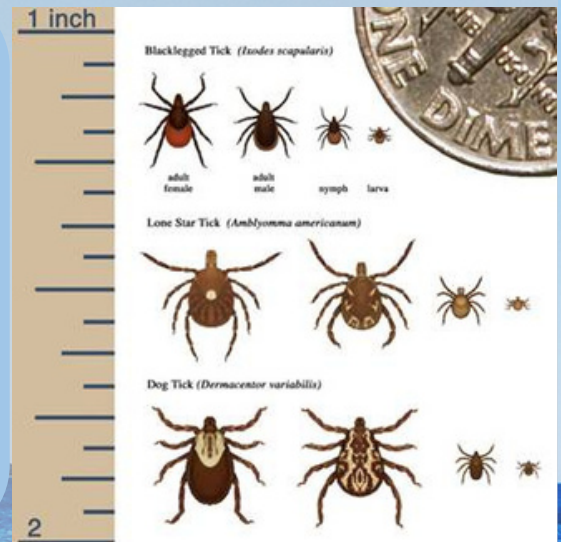 1 inch
Blacklegged Tick (Ixodes scapularis)
ONE DIME
adult female
adult male
nymph
larva
Lone Star Tick (Amblyomma americanum)
Dog Tick (Dermacentor variabilis)
2